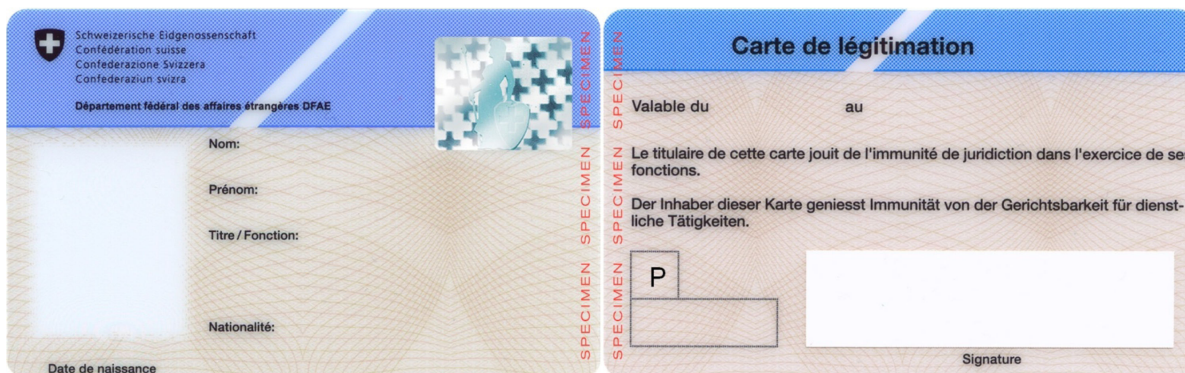 Schweizerische Eidgenossenschaft
Confédération suisse
Confederazione Svizzera
Confederaziun svizra
Département fédéral des affaires étrangères DFAE
Nom:
Prénom:
Titre / Fonction:
Nationalité:
Date de naissance
SPECIMEN SPECIMEN SPECIMEN
SPECIMEN SPECIMEN SPECIMEN
Carte de légitimation
Valable du au
Le titulaire de cette carte jouit de l'immunité de juridiction dans l'exercice de ses
fonctions.
Der Inhaber dieser Karte geniesst Immunität von der Gerichtsbarkeit für dienst-
liche Tätigkeiten.
P
Signature